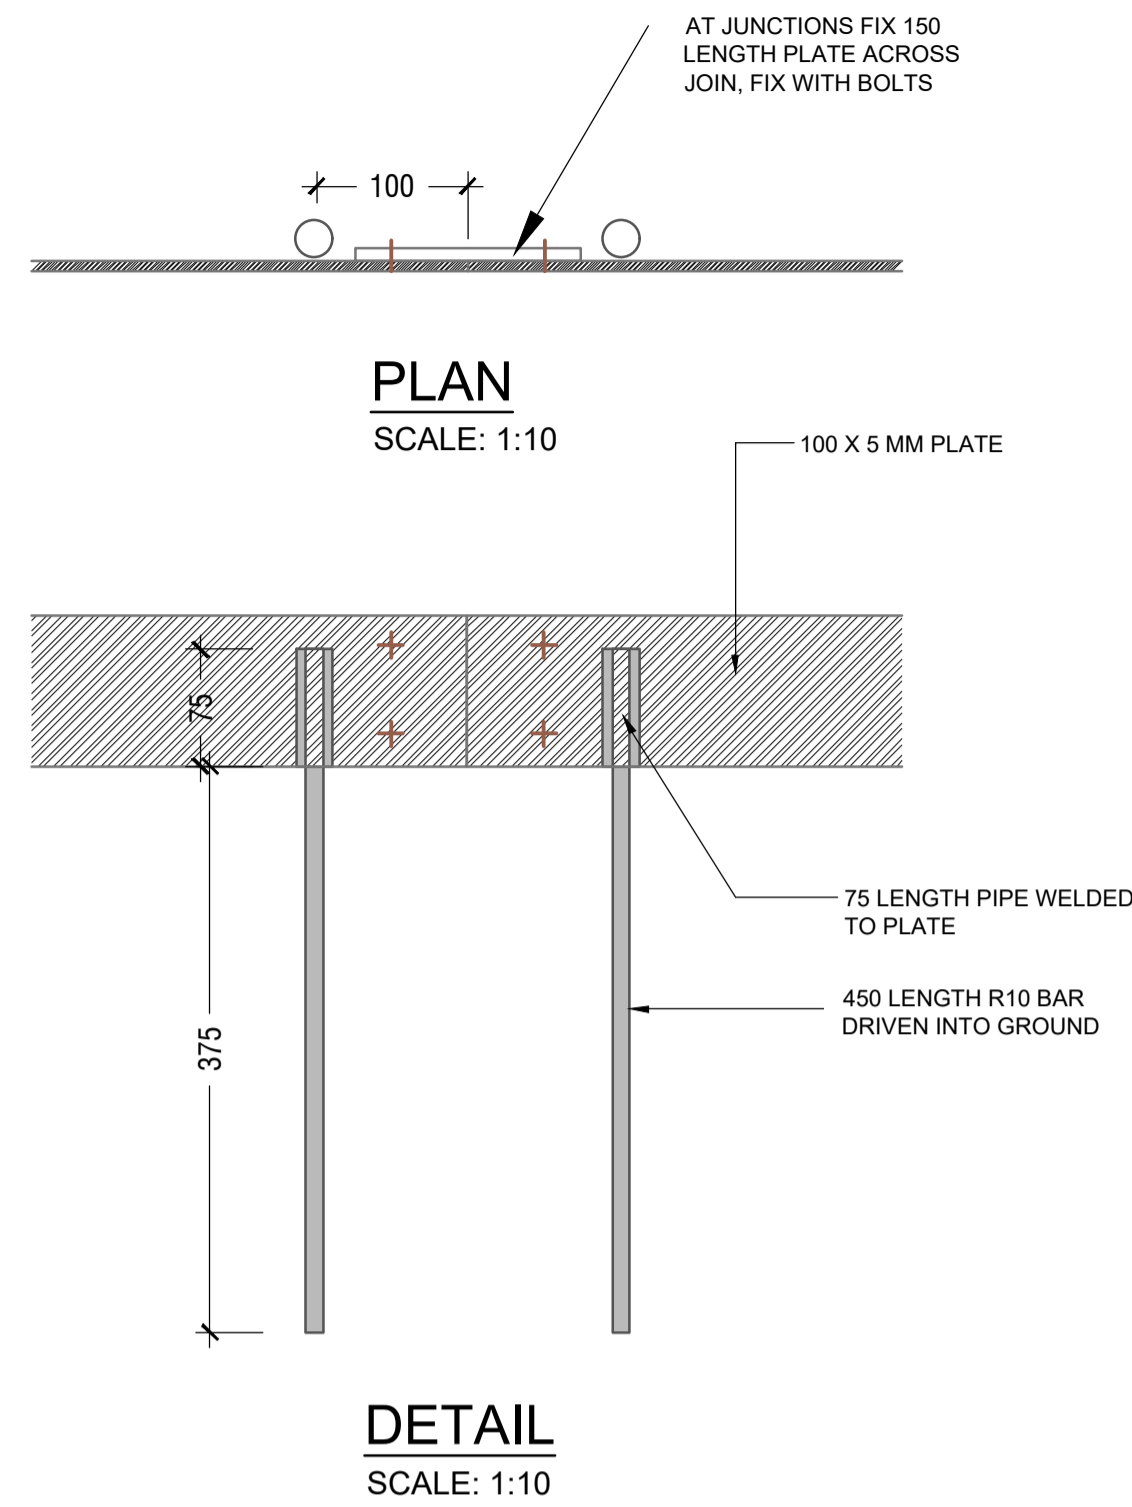 AT JUNCTIONS FIX 150
LENGTH PLATE ACROSS
JOIN, FIX WITH BOLTS
100
PLAN
SCALE: 1:10
100 X 5 MM PLATE
75
75 LENGTH PIPE WELDED
TO PLATE
450 LENGTH R10 BAR
DRIVEN INTO GROUND
375
DETAIL
SCALE: 1:10